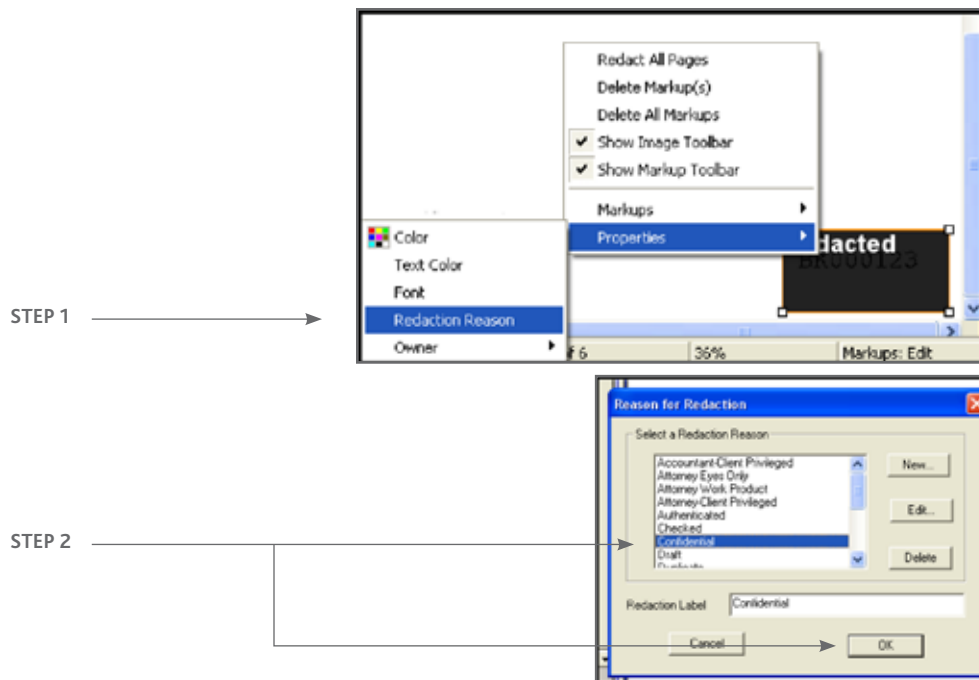 Redact All Pages
Delete Markup(s)
Delete All Markups
Show Image Toolbar
Show Markup Toolbar
Markups
Properties
Color
Text Color
Font
Redaction Reason
Owner
dacted
BR000123
STEP 1
f 6 36% Markups: Edit
Reason for Redaction
Select a Redaction Reason
Accountant-Client Privileged
Attorney Eyes Only
Attorney Work Product
Attorney-Client Privileged
Authenticated
Checked
Confidential
Draft
Duplicate
New...
Edit...
Delete
STEP 2
Redaction Label Confidential
Cancel OK